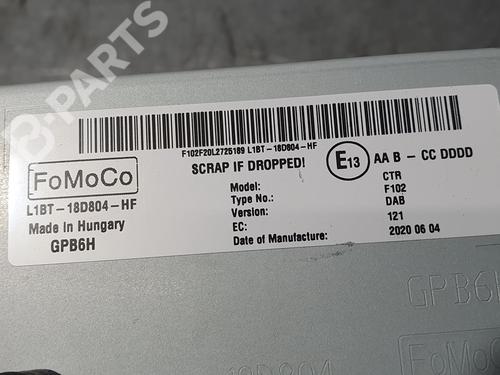 B-PARTS
F102F20L2725189 L1BT-18D804-HF
SCRAP IF DROPPED!
E13
AA B - CC DDDD
FoMoCo
L1BT-18D804-HF
Made in Hungary
GPB6H
Model: CTR
Type No.: F102
Version: DAB
EC: 121
Date of Manufacture: 2020 06 04
GPB6H
18D804
FoMoCo